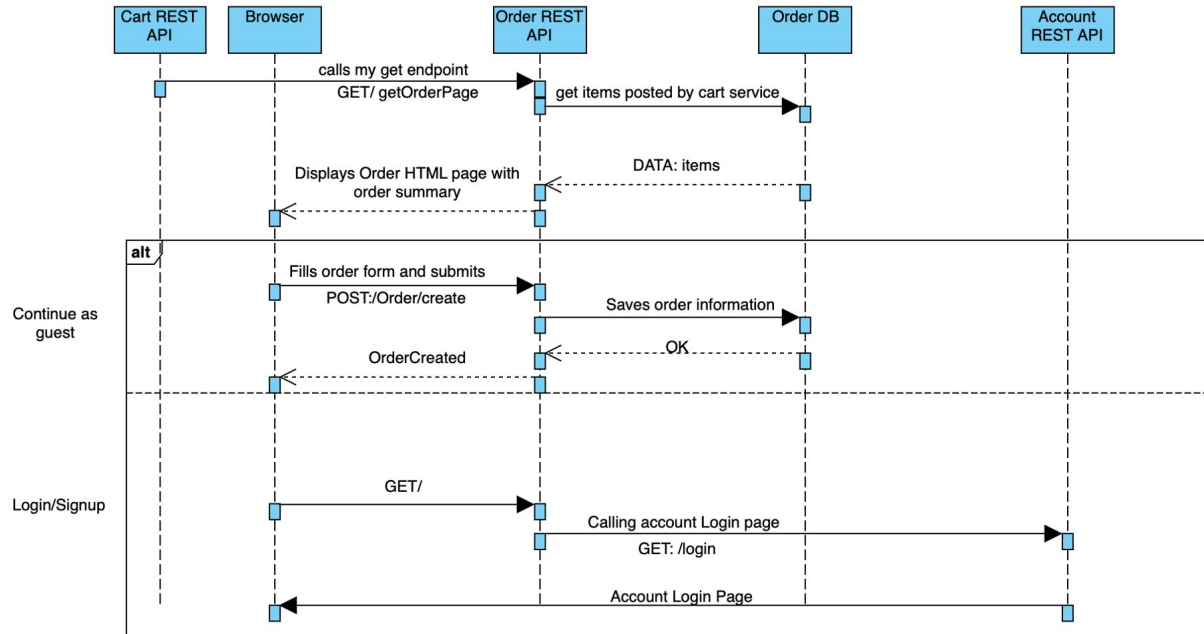 Cart REST
API
Browser
Order REST
API
Order DB
Account
REST API
calls my get endpoint
GET/ getOrderPage
get items posted by cart service
DATA: items
Displays Order HTML page with
order summary
alt
Continue as
guest
Fills order form and submits
POST:/Order/create
Saves order information
OK
OrderCreated
Login/Signup
GET/
Calling account Login page
GET: /login
Account Login Page